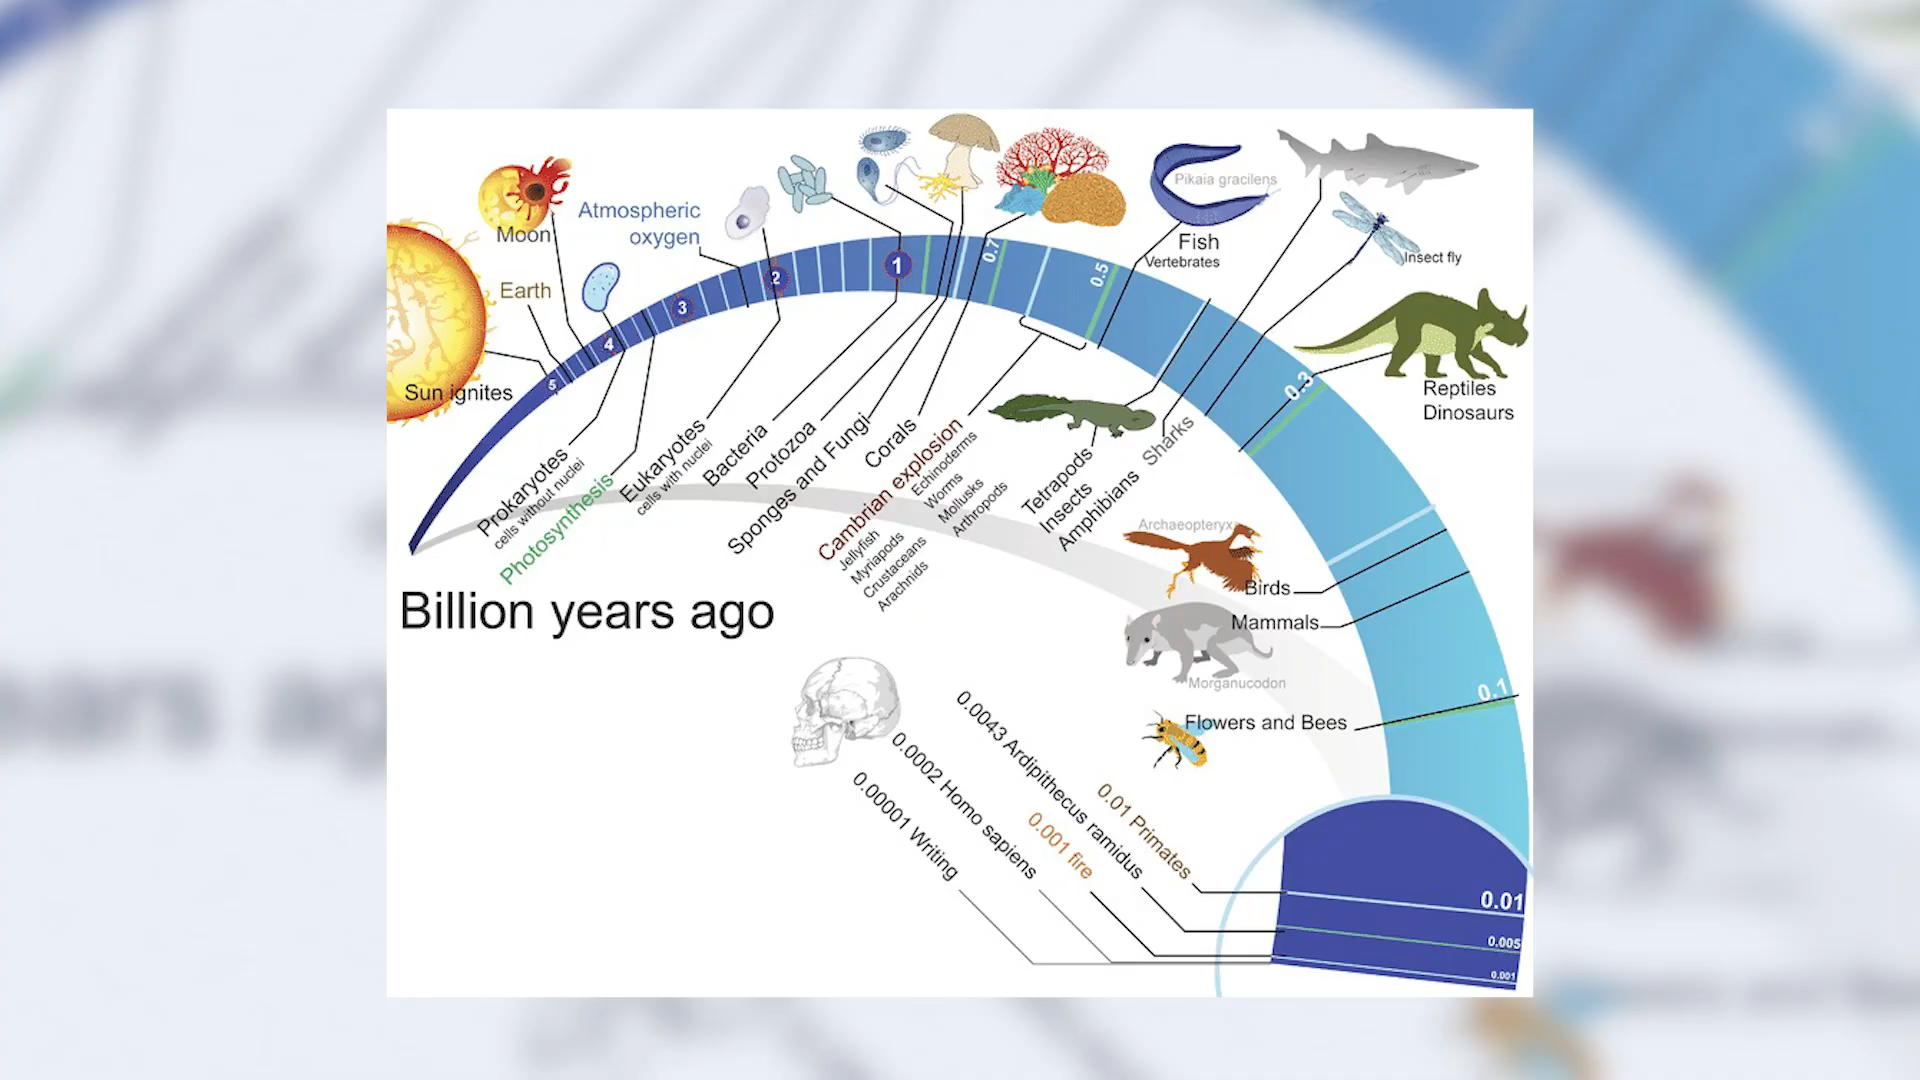 Moon
Atmospheric
oxygen
Earth
Sun ignites
5
4
3
2
1
0.7
0.5
0.3
0.1
Pikaia gracilens
Fish
Vertebrates
Insect fly
Reptiles
Dinosaurs
Prokaryotes
cells without nuclei
Photosynthesis
Eukaryotes
cells with nuclei
Bacteria
Protozoa
Sponges and Fungi
Corals
Cambrian explosion
Echinoderms
Worms
Mollusks
Arthropods
Jellyfish
Myriapods
Crustaceans
Arachnids
Tetrapods
Insects
Amphibians
Sharks
Archaeopteryx
Birds
Mammals
Morganucodon
Flowers and Bees
Billion years ago
0.01 Primates
0.0043 Ardipithecus ramidus
0.001 fire
0.0002 Homo sapiens
0.00001 Writing
0.01
0.005
0.001
ears ag